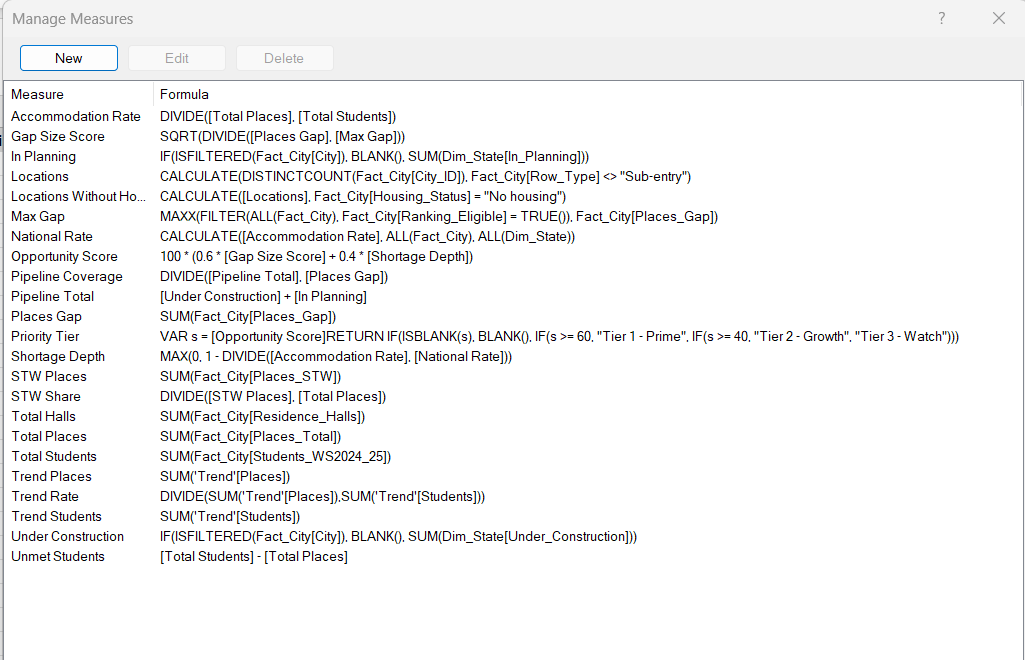 Manage Measures
New Edit Delete
Measure Formula
Accommodation Rate DIVIDE([Total Places], [Total Students])
Gap Size Score SQRT(DIVIDE([Places Gap], [Max Gap]))
In Planning IF(ISFILTERED(Fact_City[City]), BLANK(), SUM(Dim_State[In_Planning]))
Locations CALCULATE(DISTINCTCOUNT(Fact_City[City_ID]), Fact_City[Row_Type] <> "Sub-entry")
Locations Without Ho... CALCULATE([Locations], Fact_City[Housing_Status] = "No housing")
Max Gap MAXX(FILTER(ALL(Fact_City), Fact_City[Ranking_Eligible] = TRUE()), Fact_City[Places_Gap])
National Rate CALCULATE([Accommodation Rate], ALL(Fact_City), ALL(Dim_State))
Opportunity Score 100 * (0.6 * [Gap Size Score] + 0.4 * [Shortage Depth])
Pipeline Coverage DIVIDE([Pipeline Total], [Places Gap])
Pipeline Total [Under Construction] + [In Planning]
Places Gap SUM(Fact_City[Places_Gap])
Priority Tier VAR s = [Opportunity Score]RETURN IF(ISBLANK(s), BLANK(), IF(s >= 60, "Tier 1 - Prime", IF(s >= 40, "Tier 2 - Growth", "Tier 3 - Watch")))
Shortage Depth MAX(0, 1 - DIVIDE([Accommodation Rate], [National Rate]))
STW Places SUM(Fact_City[Places_STW])
STW Share DIVIDE([STW Places], [Total Places])
Total Halls SUM(Fact_City[Residence_Halls])
Total Places SUM(Fact_City[Places_Total])
Total Students SUM(Fact_City[Students_WS2024_25])
Trend Places SUM('Trend'[Places])
Trend Rate DIVIDE(SUM('Trend'[Places]),SUM('Trend'[Students]))
Trend Students SUM('Trend'[Students])
Under Construction IF(ISFILTERED(Fact_City[City]), BLANK(), SUM(Dim_State[Under_Construction]))
Unmet Students [Total Students] - [Total Places]